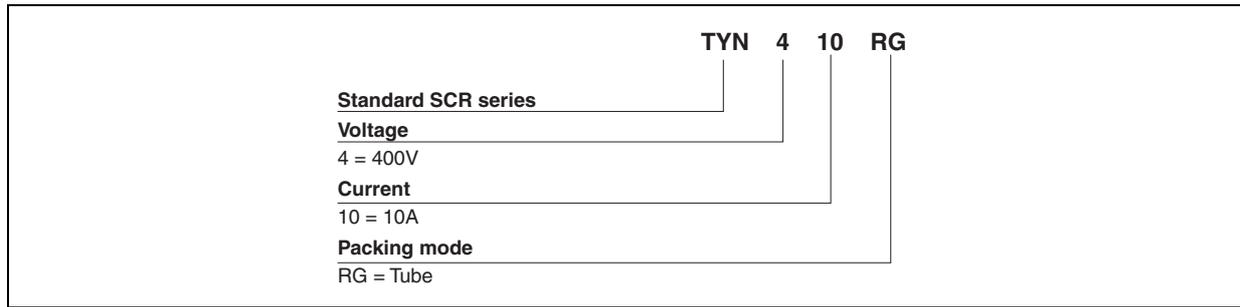 TYN 4 10 RG
Standard SCR series
Voltage
4 = 400V
Current
10 = 10A
Packing mode
RG = Tube